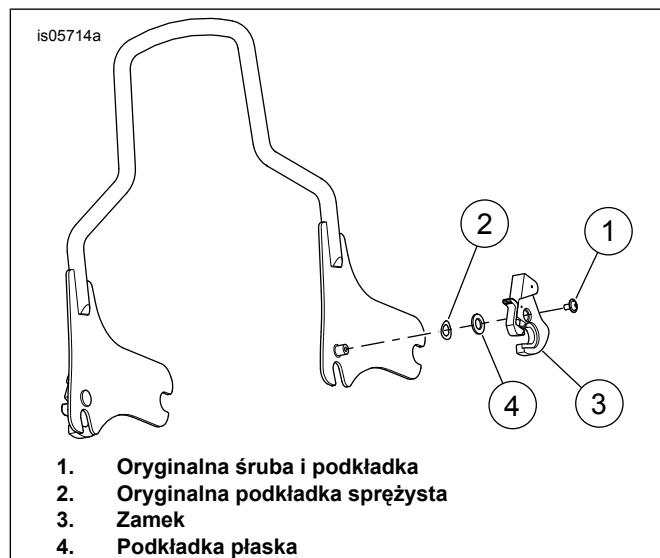 is05714a
2
1
4
3
1. Oryginalna śruba i podkładka
2. Oryginalna podkładka sprężysta
3. Zamek
4. Podkładka płaska